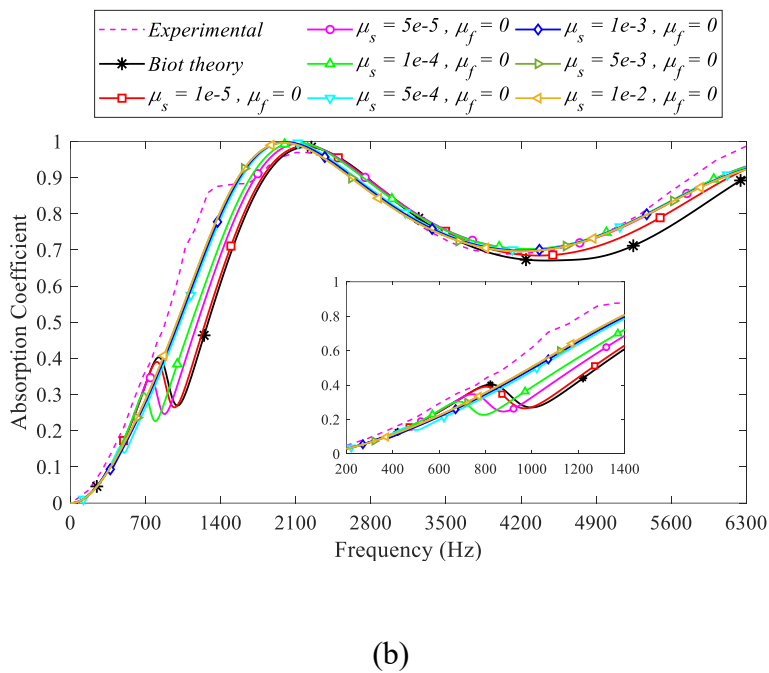 Experimental μs = 5e-5 , μf = 0 μs = 1e-3 , μf = 0
Biot theory μs = 1e-4 , μf = 0 μs = 5e-3 , μf = 0
μs = 1e-5 , μf = 0 μs = 5e-4 , μf = 0 μs = 1e-2 , μf = 0
1
0.9
0.8
0.7
0.6
0.5
0.4
0.3
0.2
0.1
0
Absorption Coefficient
1
0.8
0.6
0.4
0.2
0
200 400 600 800 1000 1200 1400
0 700 1400 2100 2800 3500 4200 4900 5600 6300
Frequency (Hz)
(b)